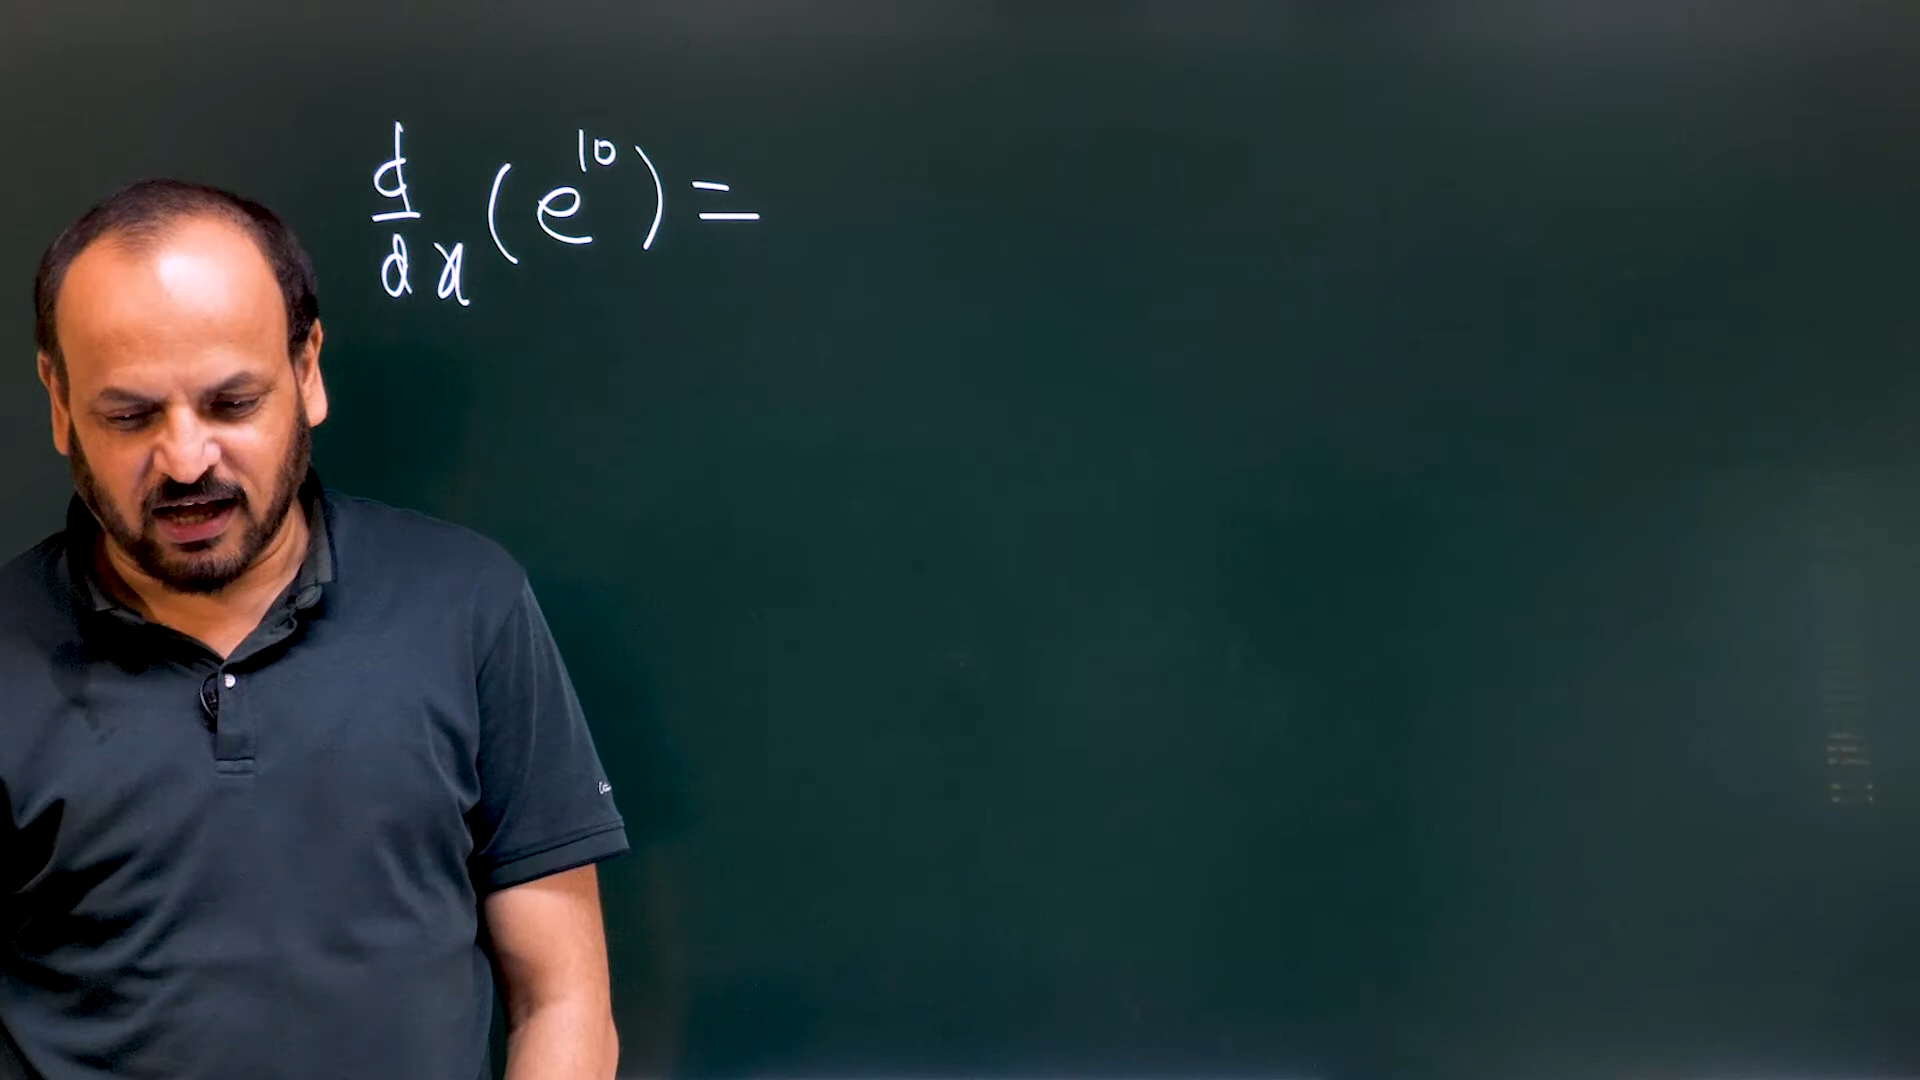 d/dx (e^10) =